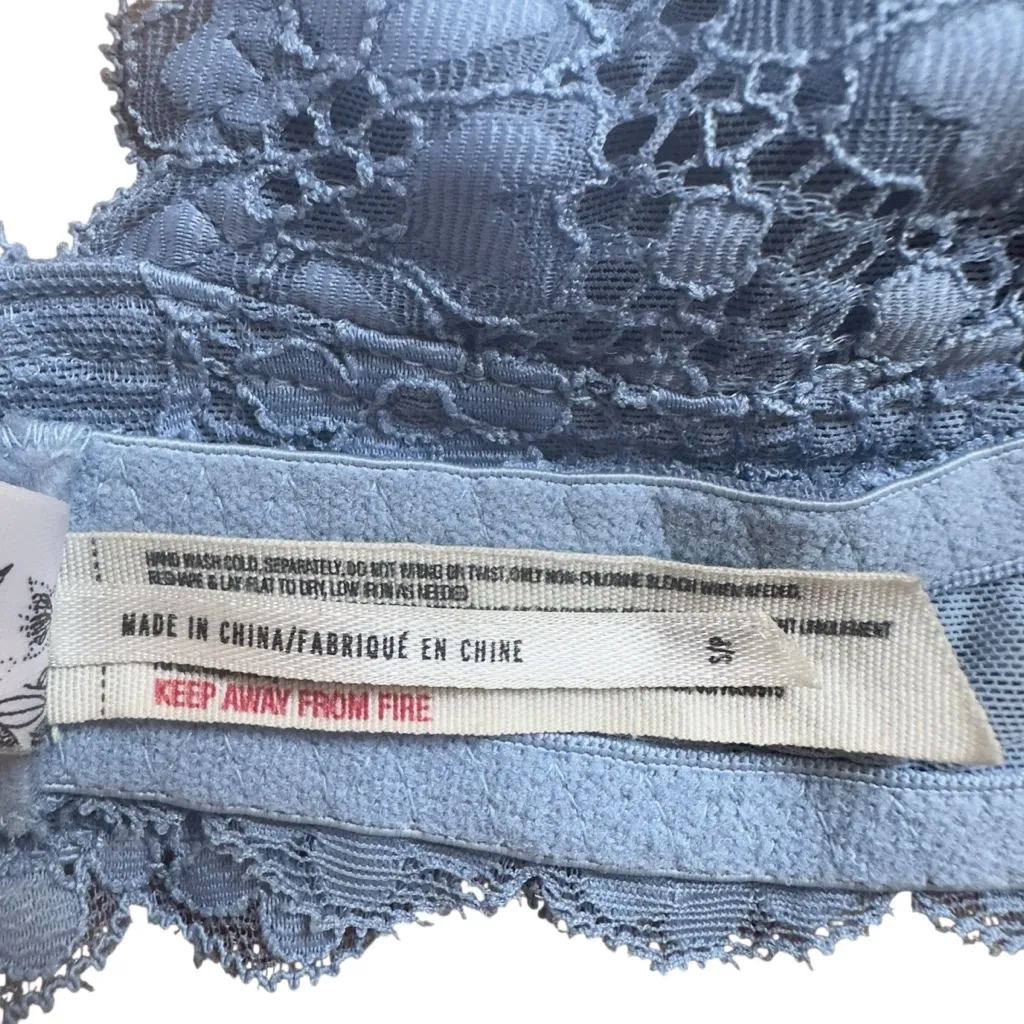 HAND WASH COLD, SEPARATELY, DO NOT WRING OR TWIST, ONLY NON-CHLORINE BLEACH WHEN NEEDED,
RESHAPE & LAY FLAT TO DRY, LOW IRON AS NEEDED
MADE IN CHINA/FABRIQUÉ EN CHINE
S/P
KEEP AWAY FROM FIRE